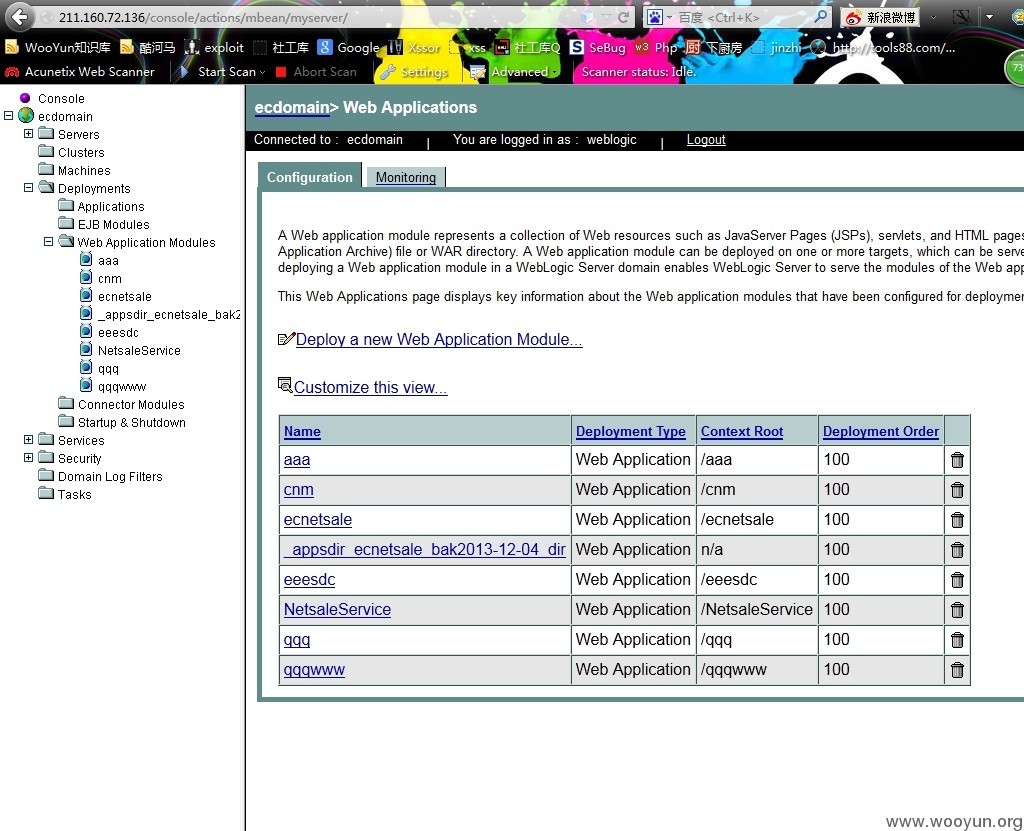 211.160.72.136/console/actions/mbean/myserver/
百度 <Ctrl+K>
新浪微博
WooYun知识库 酷河马 exploit 社工库 Google Xssor xss 社工库Q SeBug Php 下厨房 jinzhi http://tools88.com/...
Acunetix Web Scanner Start Scan Abort Scan Settings Advanced Scanner status: Idle.
73
Console
ecdomain
Servers
Clusters
Machines
Deployments
Applications
EJB Modules
Web Application Modules
aaa
cnm
ecnetsale
_appsdir_ecnetsale_bak2
eeesdc
NetsaleService
qqq
qqqwww
Connector Modules
Startup & Shutdown
Services
Security
Domain Log Filters
Tasks
ecdomain> Web Applications
Connected to : ecdomain | You are logged in as : weblogic | Logout
Configuration Monitoring
A Web application module represents a collection of Web resources such as JavaServer Pages (JSPs), servlets, and HTML pages
Application Archive) file or WAR directory. A Web application module can be deployed on one or more targets, which can be serve
deploying a Web application module in a WebLogic Server domain enables WebLogic Server to serve the modules of the Web app
This Web Applications page displays key information about the Web application modules that have been configured for deploymen
Deploy a new Web Application Module...
Customize this view...
Name Deployment Type Context Root Deployment Order
aaa Web Application /aaa 100
cnm Web Application /cnm 100
ecnetsale Web Application /ecnetsale 100
_appsdir_ecnetsale_bak2013-12-04_dir Web Application n/a 100
eeesdc Web Application /eeesdc 100
NetsaleService Web Application /NetsaleService 100
qqq Web Application /qqq 100
qqqwww Web Application /qqqwww 100
www.wooyun.org